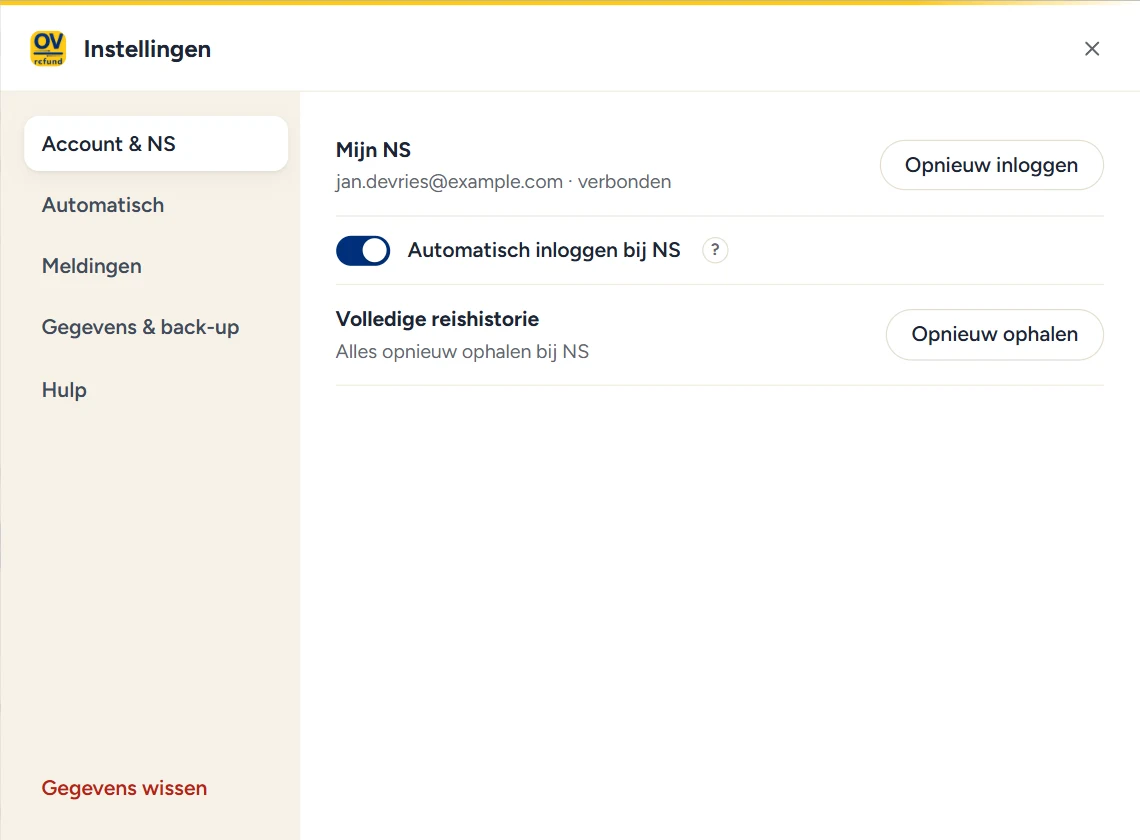 OV
refund
Instellingen
Account & NS
Automatisch
Meldingen
Gegevens & back-up
Hulp
Gegevens wissen
Mijn NS
jan.devries@example.com · verbonden
Opnieuw inloggen
Automatisch inloggen bij NS ?
Volledige reishistorie
Alles opnieuw ophalen bij NS
Opnieuw ophalen